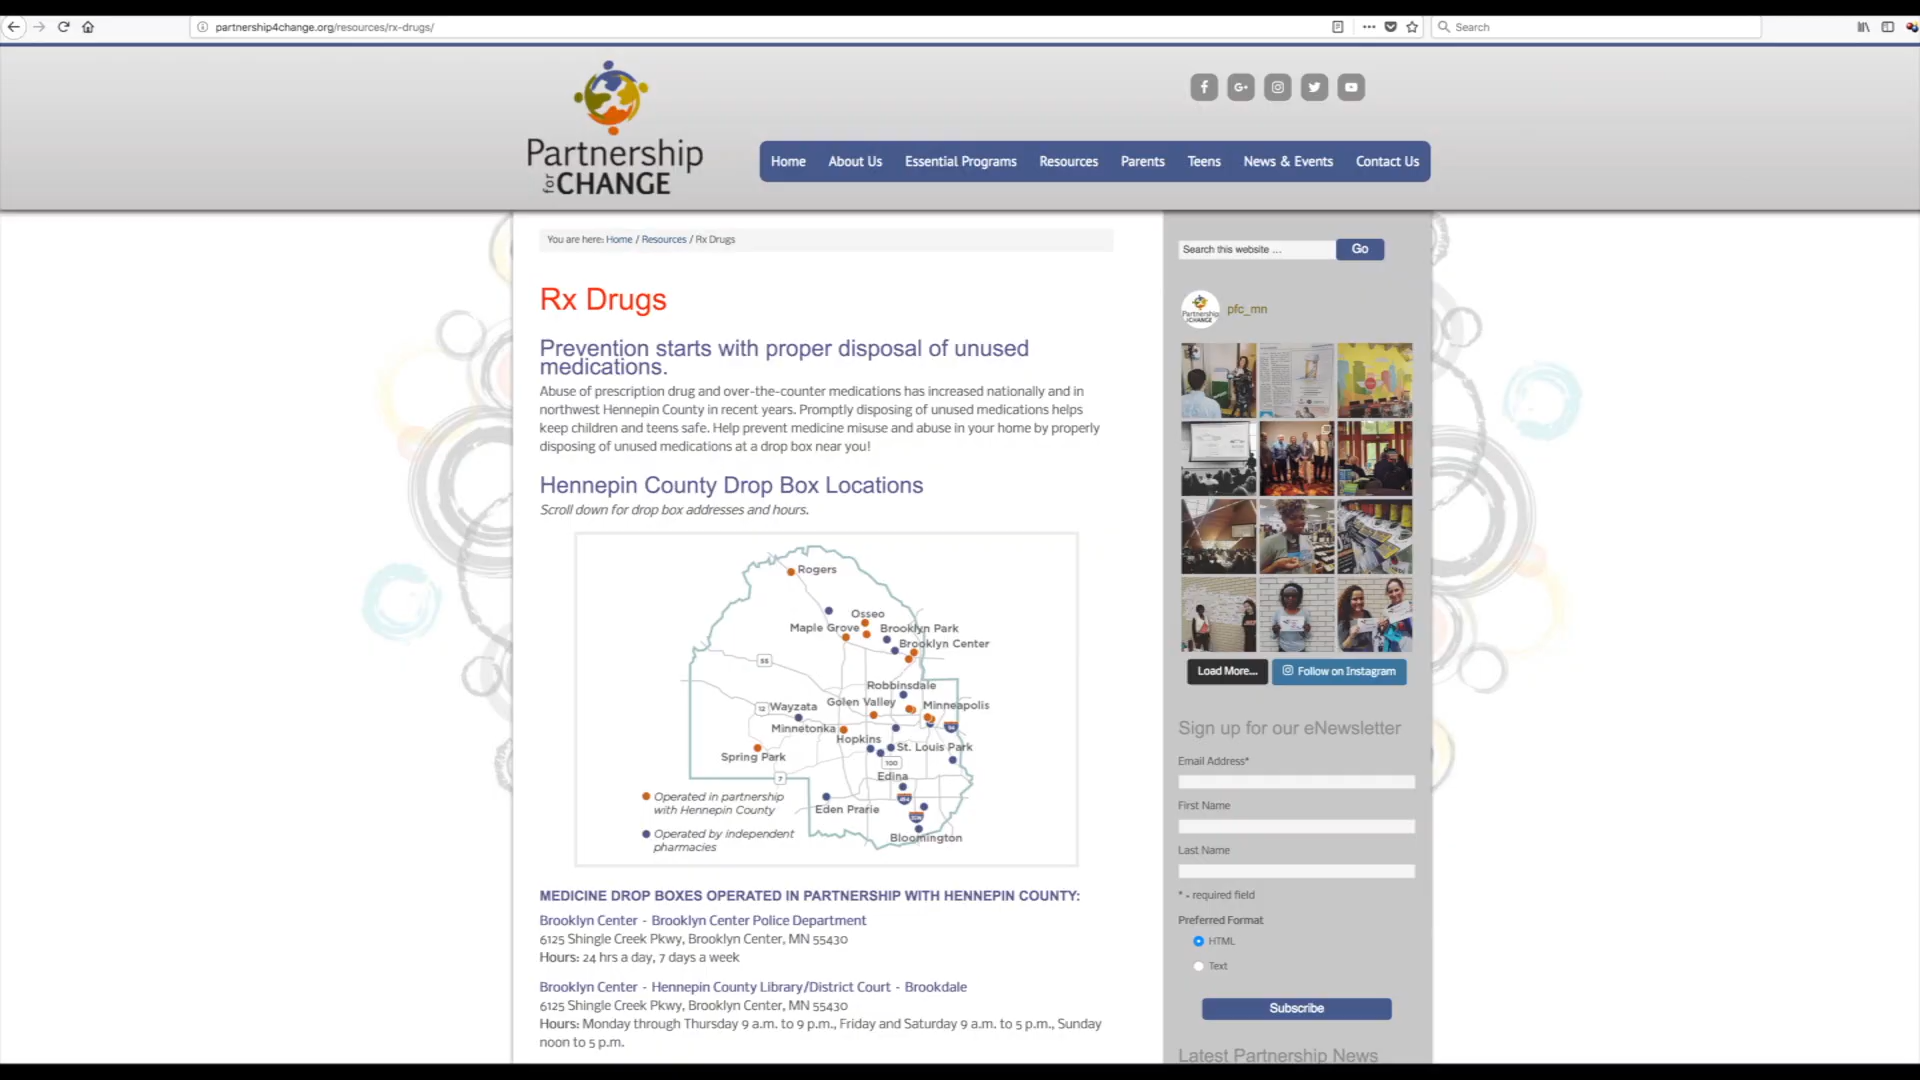 partnership4change.org/resources/rx-drugs/
Search
Partnership
for CHANGE
Home About Us Essential Programs Resources Parents Teens News & Events Contact Us
You are here: Home / Resources / Rx Drugs
Rx Drugs
Prevention starts with proper disposal of unused
medications.
Abuse of prescription drug and over-the-counter medications has increased nationally and in
northwest Hennepin County in recent years. Promptly disposing of unused medications helps
keep children and teens safe. Help prevent medicine misuse and abuse in your home by properly
disposing of unused medications at a drop box near you!
Hennepin County Drop Box Locations
Scroll down for drop box addresses and hours.
Rogers
Osseo
Maple Grove
Brooklyn Park
Brooklyn Center
55
Robbinsdale
Golen Valley
Minneapolis
12
Wayzata
Minnetonka
Hopkins
St. Louis Park
Spring Park
100
7
Edina
Eden Prarie
Bloomington
Operated in partnership
with Hennepin County
Operated by independent
pharmacies
MEDICINE DROP BOXES OPERATED IN PARTNERSHIP WITH HENNEPIN COUNTY:
Brooklyn Center - Brooklyn Center Police Department
6125 Shingle Creek Pkwy, Brooklyn Center, MN 55430
Hours: 24 hrs a day, 7 days a week
Brooklyn Center - Hennepin County Library/District Court - Brookdale
6125 Shingle Creek Pkwy, Brooklyn Center, MN 55430
Hours: Monday through Thursday 9 a.m. to 9 p.m., Friday and Saturday 9 a.m. to 5 p.m., Sunday
noon to 5 p.m.
Search this website ...
Go
Partnership
for CHANGE
pfc_mn
Load More...
Follow on Instagram
Sign up for our eNewsletter
Email Address*
First Name
Last Name
* = required field
Preferred Format
HTML
Text
Subscribe
Latest Partnership News